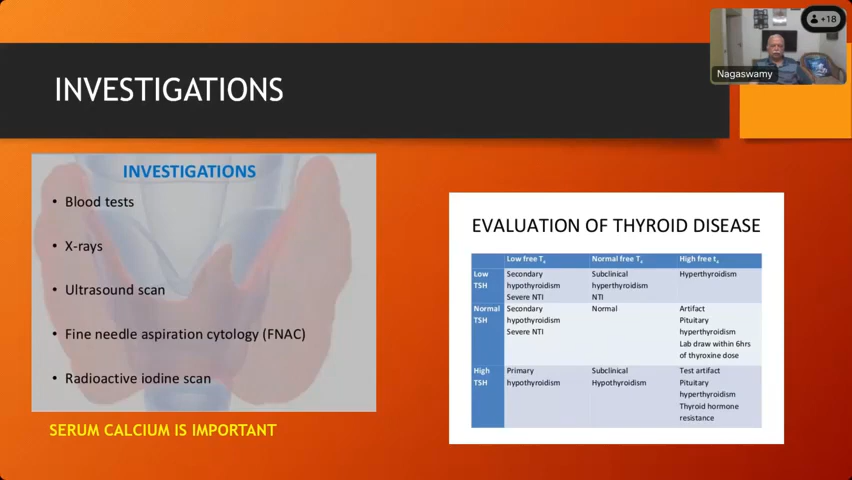 INVESTIGATIONS
+18
Nagaswamy
INVESTIGATIONS
• Blood tests
• X-rays
• Ultrasound scan
• Fine needle aspiration cytology (FNAC)
• Radioactive iodine scan
SERUM CALCIUM IS IMPORTANT
EVALUATION OF THYROID DISEASE
Low free T4 Normal free T4 High free t4
Low TSH
Secondary hypothyroidism
Severe NTI
Subclinical hyperthyroidism
NTI
Hyperthyroidism
Normal TSH
Secondary hypothyroidism
Severe NTI
Normal
Artifact
Pituitary hyperthyroidism
Lab draw within 6hrs of thyroxine dose
High TSH
Primary hypothyroidism
Subclinical Hypothyroidism
Test artifact
Pituitary hyperthyroidism
Thyroid hormone resistance